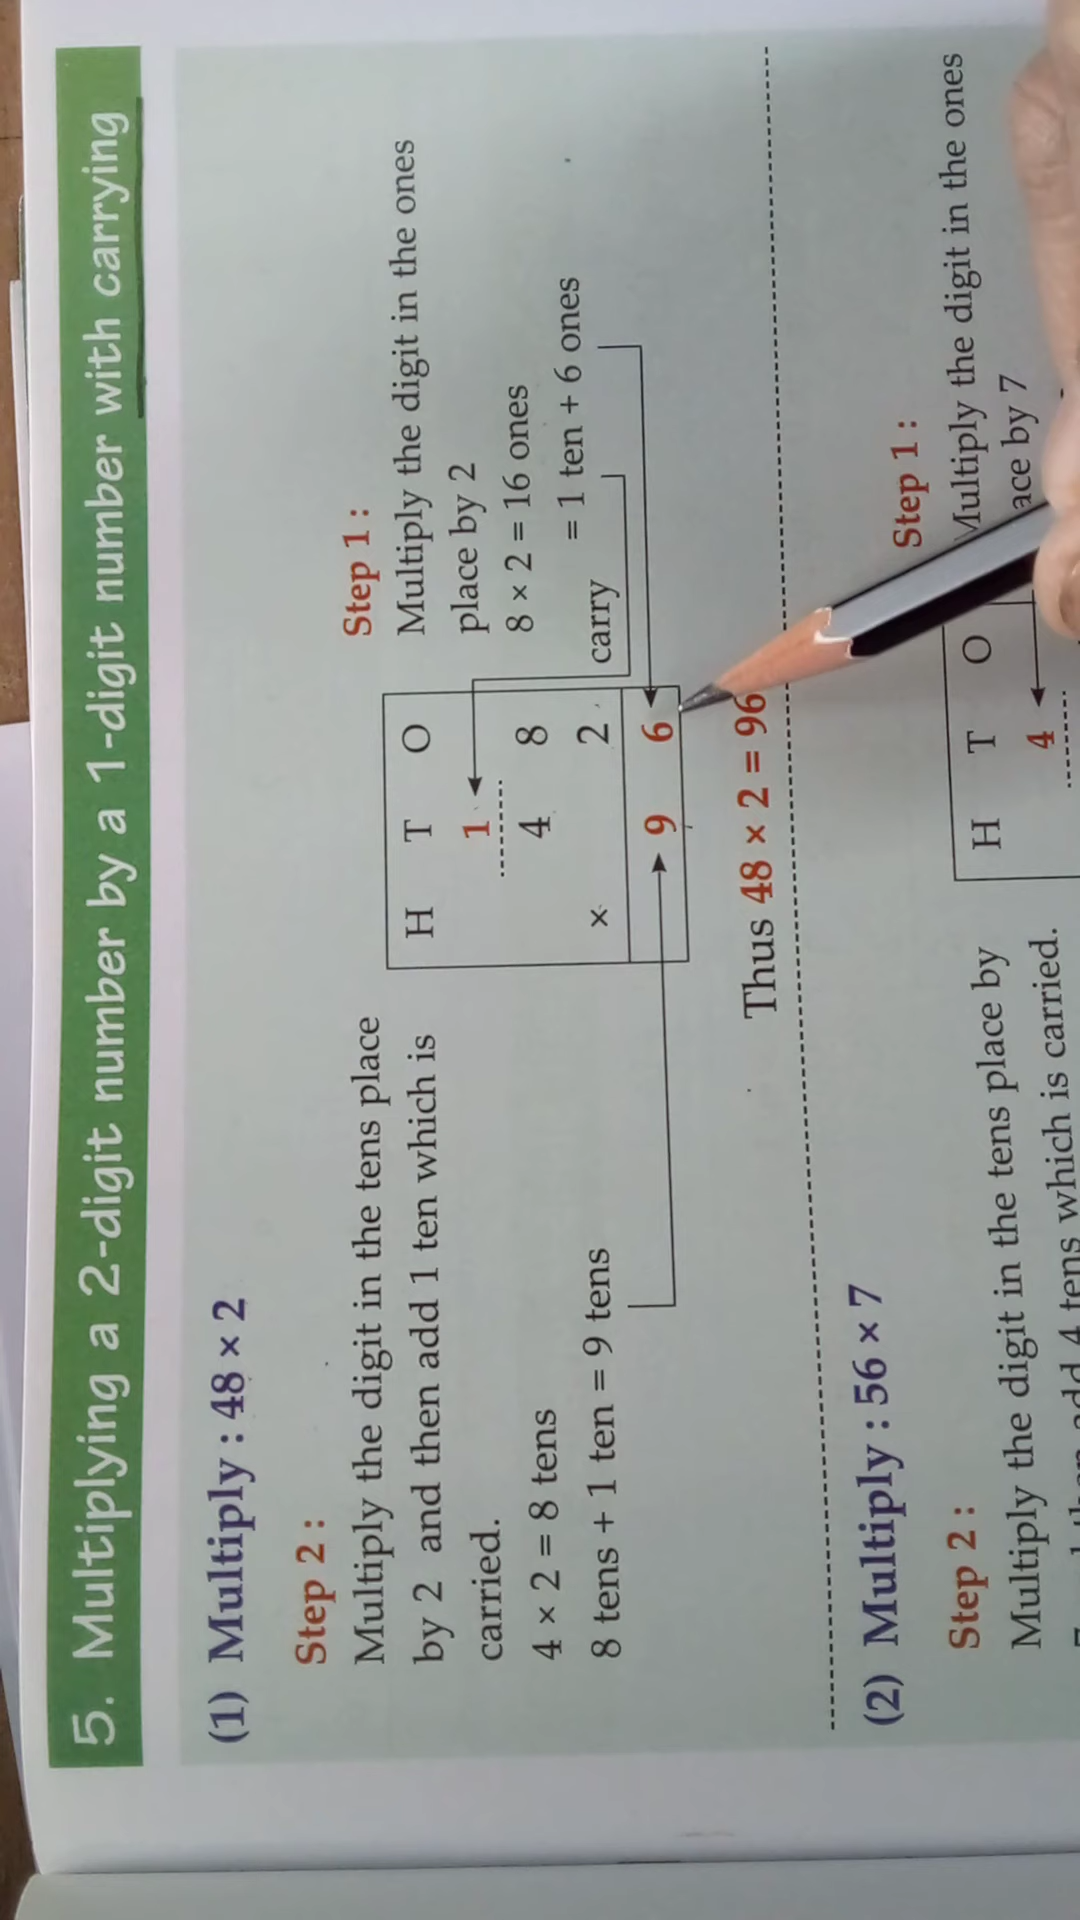 5. Multiplying a 2-digit number by a 1-digit number with carrying
(1) Multiply : 48 × 2
Step 2 :
Multiply the digit in the tens place
by 2 and then add 1 ten which is
carried.
4 × 2 = 8 tens
8 tens + 1 ten = 9 tens
H T O
1
4 8
× 2
9 6
Step 1 :
Multiply the digit in the ones
place by 2
8 × 2 = 16 ones
= 1 ten + 6 ones
carry
Thus 48 × 2 = 96
(2) Multiply : 56 × 7
Step 2 :
Multiply the digit in the tens place by
add 4 tens which is carried.
H T O
4
Step 1 :
Multiply the digit in the ones
by 7